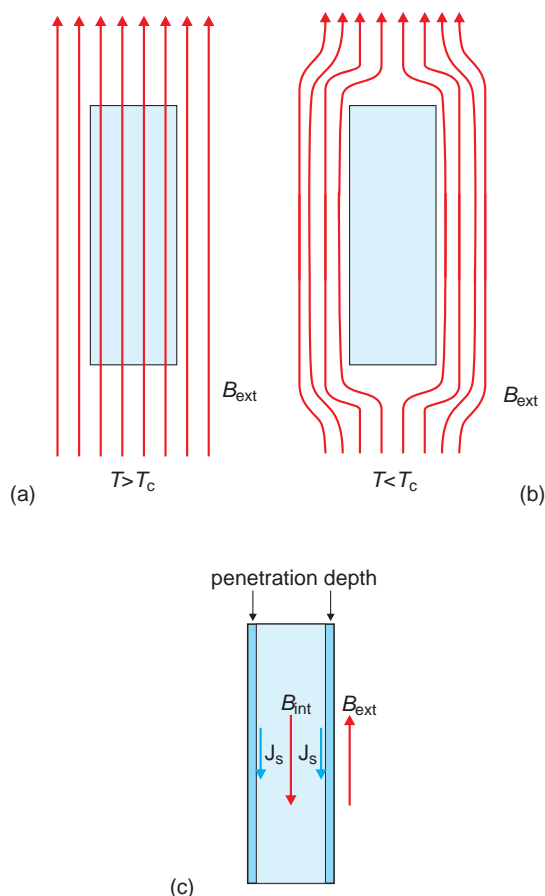 B_ext
B_ext
T>T_c
T<T_c
(a)
(b)
penetration depth
B_int
B_ext
J_s
J_s
(c)